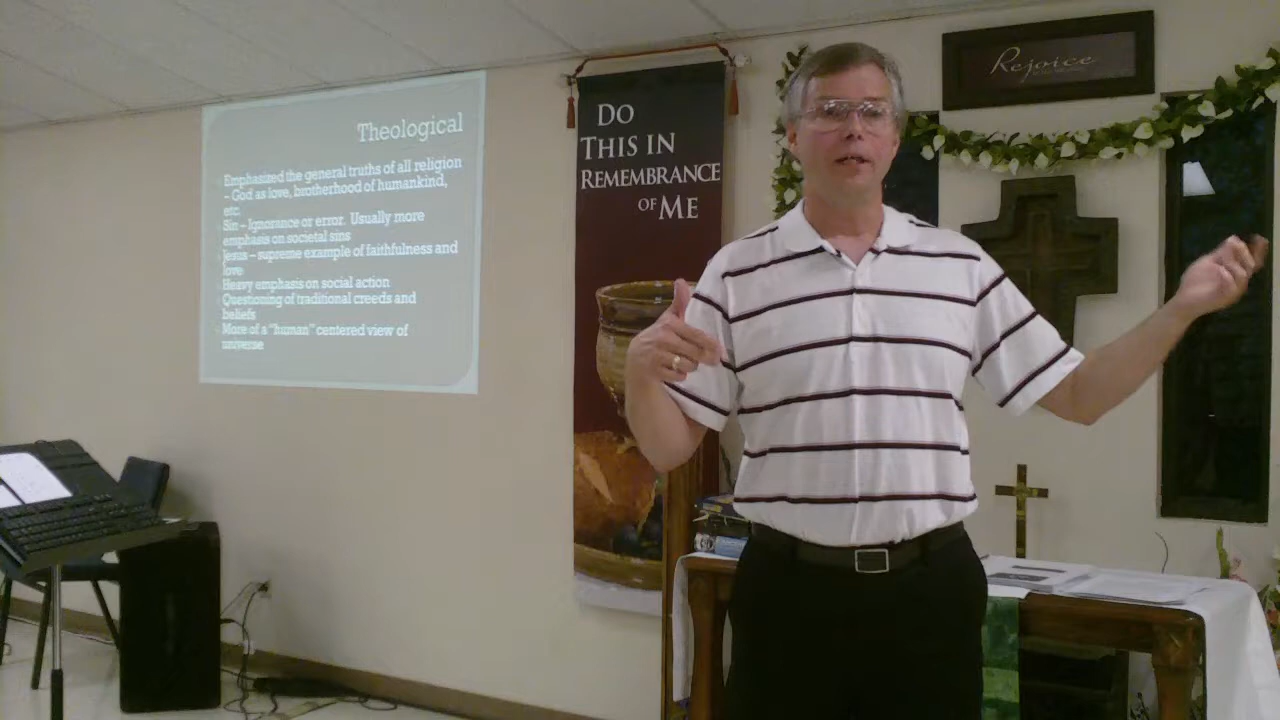 Theological
Emphasized the general truths of all religion
– God as love, brotherhood of humankind,
etc.
Sin – Ignorance or error. Usually more
emphasis on societal sins
Jesus – supreme example of faithfulness and
love
Heavy emphasis on social action
Questioning of traditional creeds and
beliefs
More of a "human" centered view of
universe
DO
THIS IN
REMEMBRANCE
OF ME
Rejoice